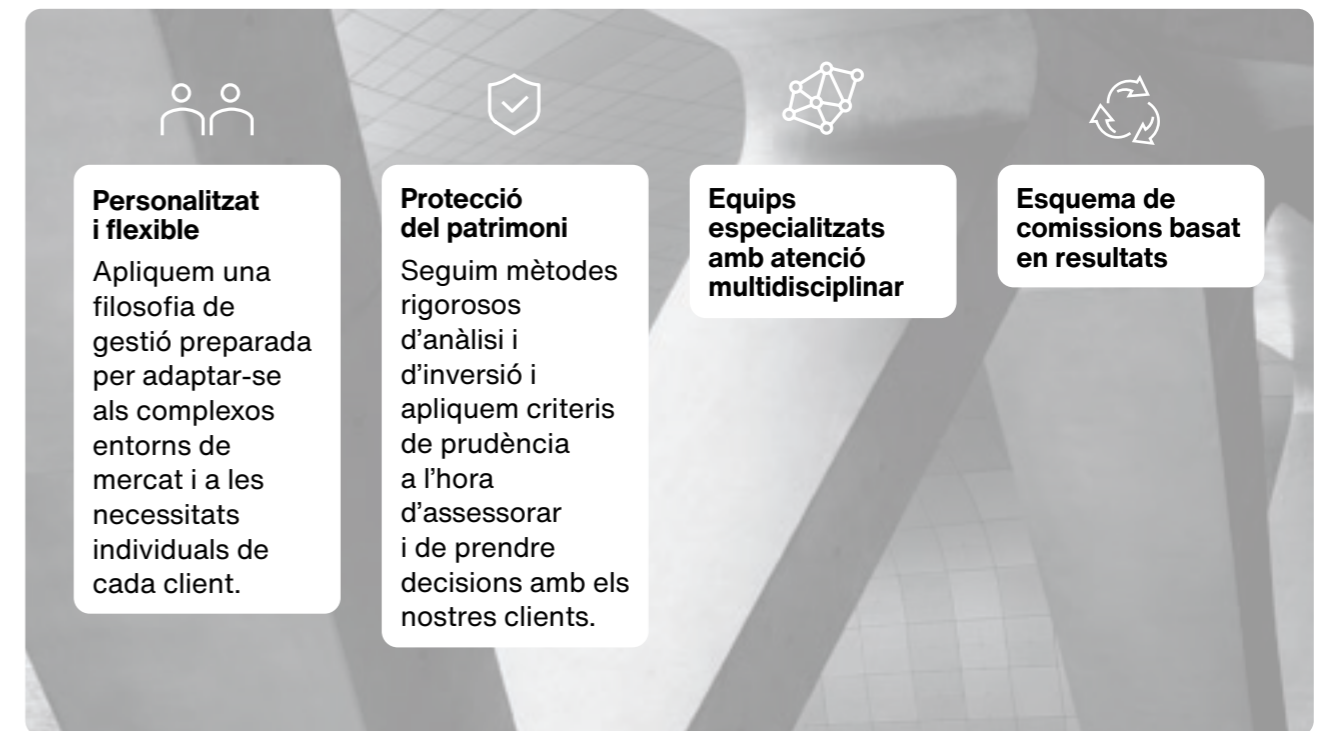 Personalitzat
i flexible
Apliquem una
filosofia de
gestió preparada
per adaptar-se
als complexos
entorns de
mercat i a les
necessitats
individuals de
cada client.
Protecció
del patrimoni
Seguim mètodes
rigorosos
d’anàlisi i
d’inversió i
apliquem criteris
de prudència
a l’hora
d’assessorar
i de prendre
decisions amb els
nostres clients.
Equips
especialitzats
amb atenció
multidisciplinar
Esquema de
comissions basat
en resultats